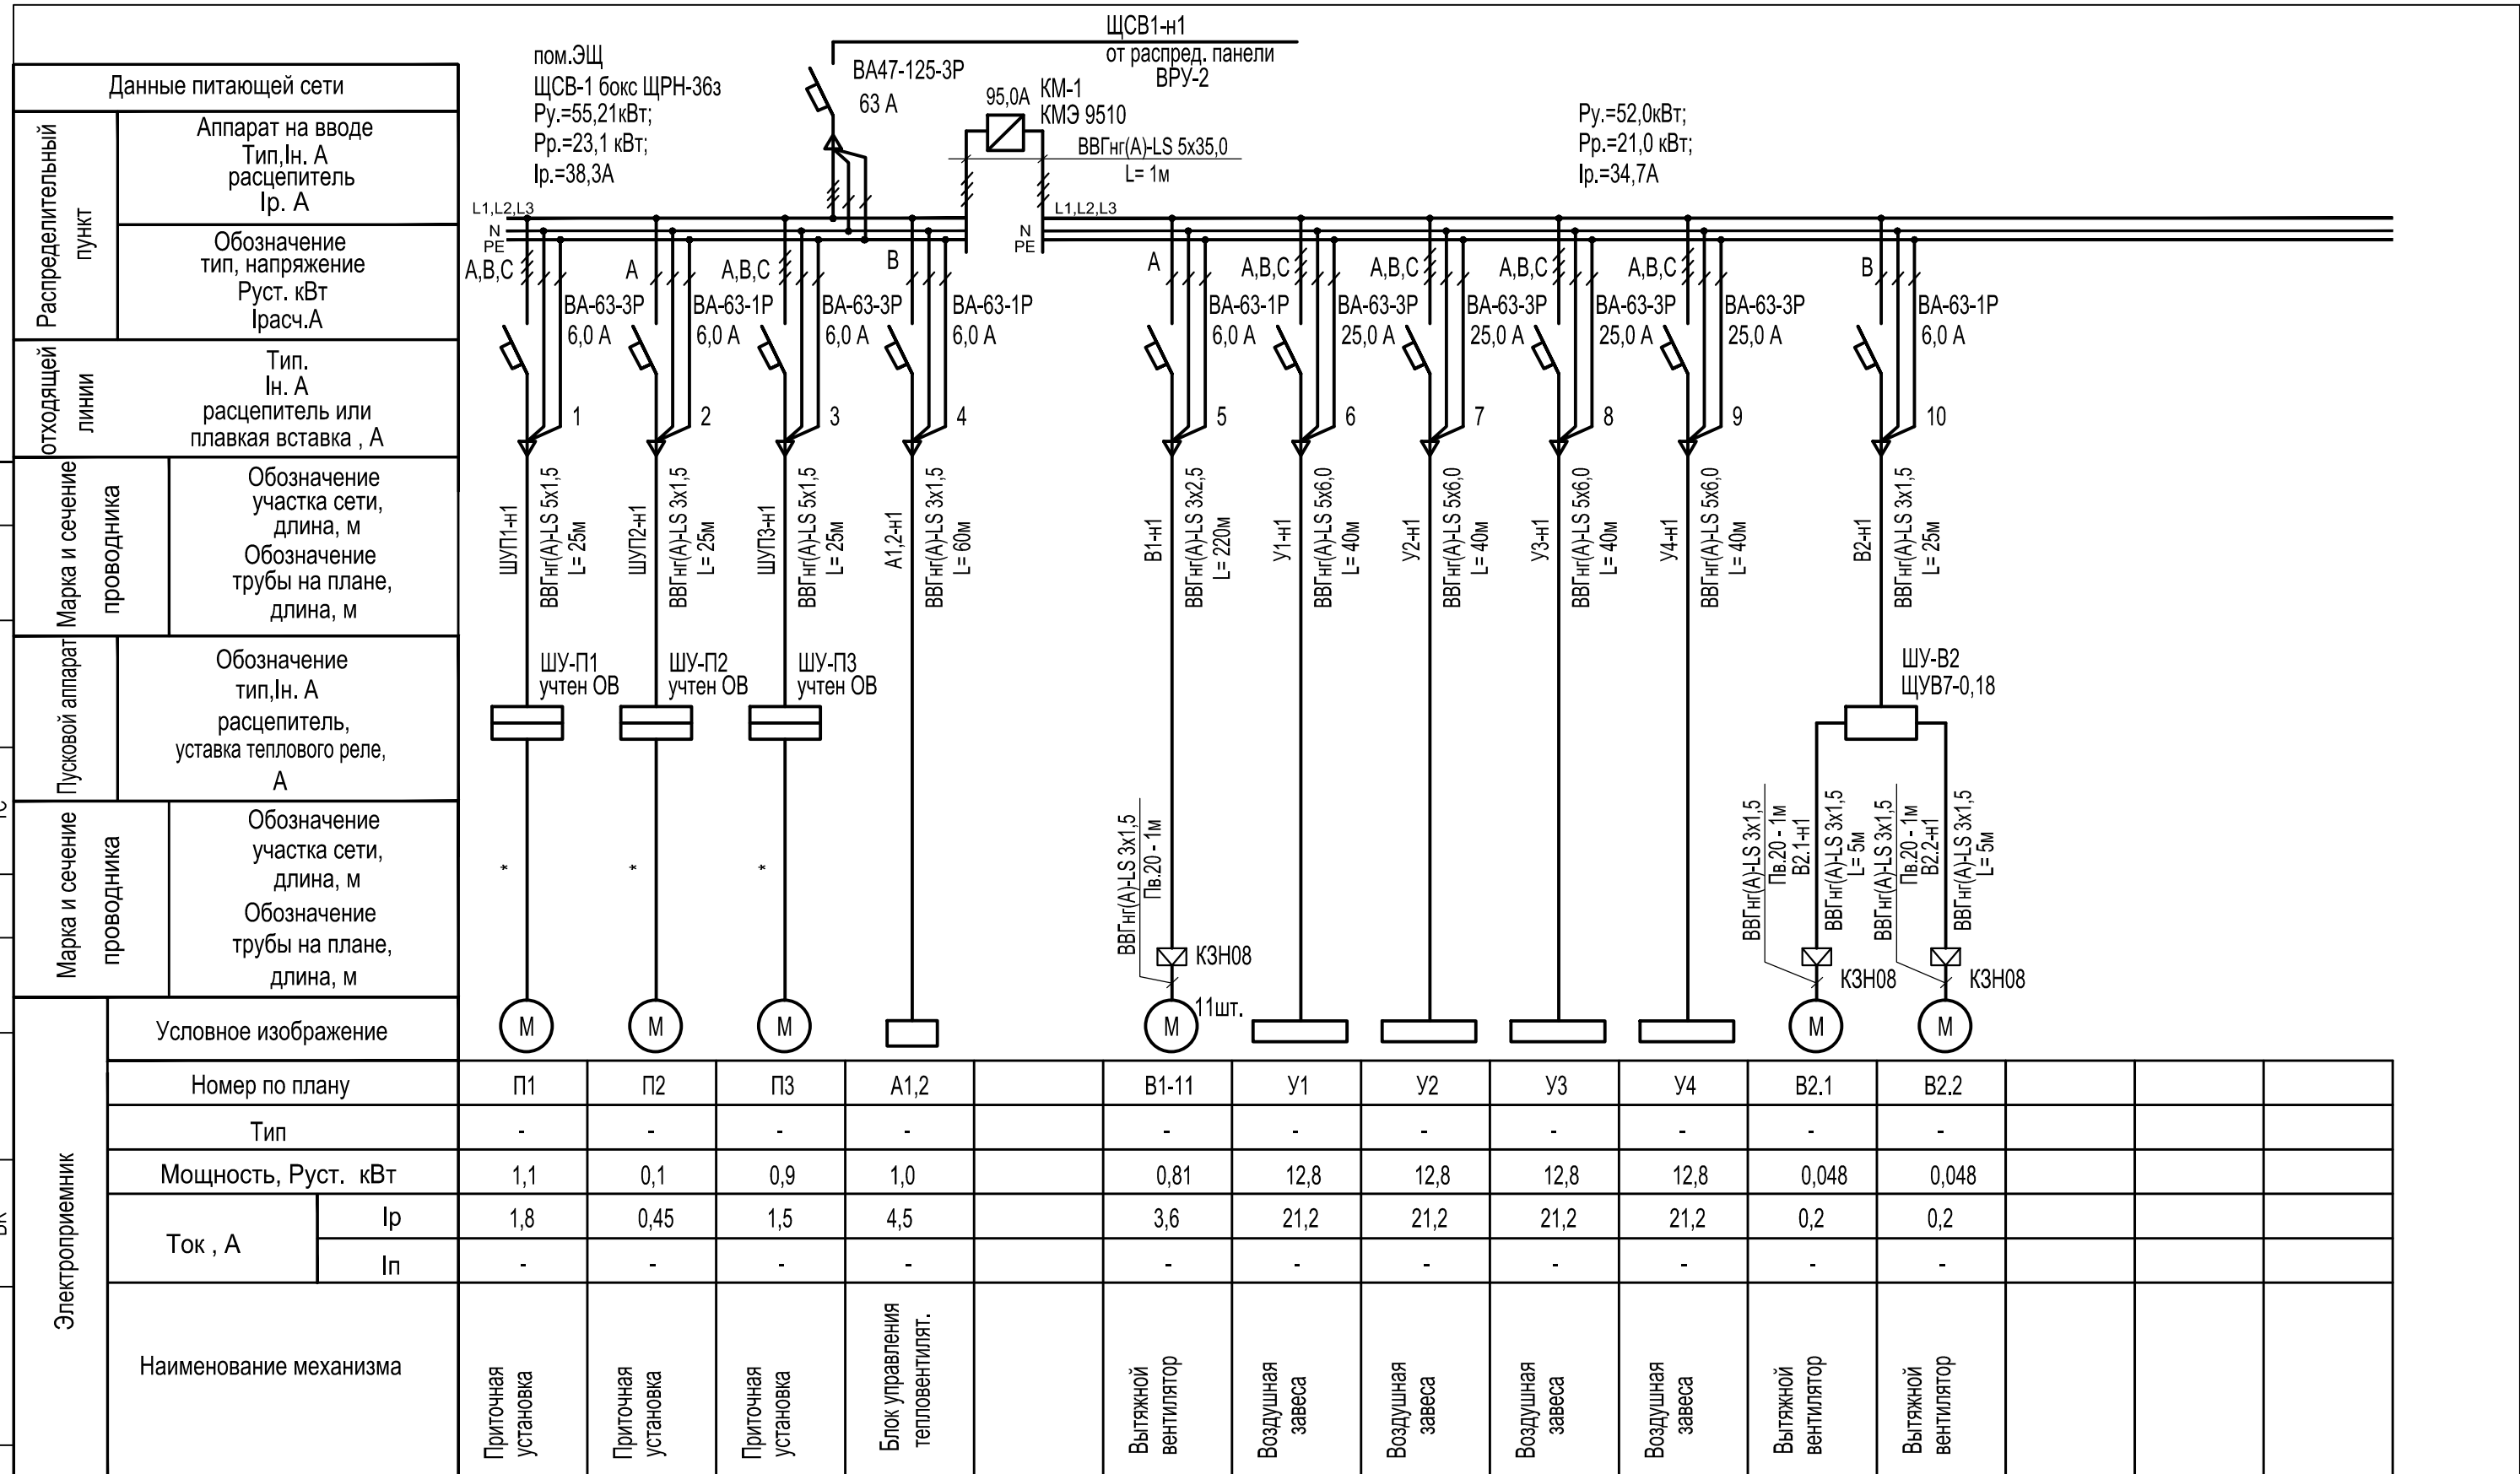 ЩСВ1-н1
от распред. панели
ВРУ-2
пом.ЭЩ
ЩСВ-1 бокс ЩРН-36з
Ру.=55,21кВт;
Рр.=23,1 кВт;
Iр.=38,3А
ВА47-125-3Р
63 А
95,0А
КМ-1
КМЭ 9510
ВВГнг(А)-LS 5х35,0
L= 1м
Ру.=52,0кВт;
Рр.=21,0 кВт;
Iр.=34,7А
Данные питающей сети
Распределительный
пункт
Аппарат на вводе
Тип,Iн. А
расцепитель
Iр. А
Обозначение
тип, напряжение
Руст. кВт
Iрасч.А
отходящей
линии
Тип.
Iн. А
расцепитель или
плавкая вставка , А
Марка и сечение
проводника
Обозначение
участка сети,
длина, м
Обозначение
трубы на плане,
длина, м
Пусковой аппарат
Обозначение
тип,Iн. А
расцепитель,
уставка теплового реле,
А
Марка и сечение
проводника
Обозначение
участка сети,
длина, м
Обозначение
трубы на плане,
длина, м
L1,L2,L3
N
PE
L1,L2,L3
N
PE
А,В,С
ВА-63-3Р
6,0 А
1
А
ВА-63-1Р
6,0 А
2
А,В,С
ВА-63-3Р
6,0 А
3
В
ВА-63-1Р
6,0 А
4
А
ВА-63-1Р
6,0 А
5
А,В,С
ВА-63-3Р
25,0 А
6
А,В,С
ВА-63-3Р
25,0 А
7
А,В,С
ВА-63-3Р
25,0 А
8
А,В,С
ВА-63-3Р
25,0 А
9
В
ВА-63-1Р
6,0 А
10
ШУП1-н1
ВВГнг(А)-LS 5х1,5
L= 25м
ШУП2-н1
ВВГнг(А)-LS 3х1,5
L= 25м
ШУП3-н1
ВВГнг(А)-LS 5х1,5
L= 25м
А1,2-н1
ВВГнг(А)-LS 3х1,5
L= 60м
В1-н1
ВВГнг(А)-LS 3х2,5
L= 220м
У1-н1
ВВГнг(А)-LS 5х6,0
L= 40м
У2-н1
ВВГнг(А)-LS 5х6,0
L= 40м
У3-н1
ВВГнг(А)-LS 5х6,0
L= 40м
У4-н1
ВВГнг(А)-LS 5х6,0
L= 40м
В2-н1
ВВГнг(А)-LS 3х1,5
L= 25м
ШУ-П1
учтен ОВ
ШУ-П2
учтен ОВ
ШУ-П3
учтен ОВ
ШУ-В2
ЩУВ7-0,18
*
*
*
ВВГнг(А)-LS 3х1,5
Пв.20 - 1м
КЗН08
11шт.
ВВГнг(А)-LS 3х1,5
Пв.20 - 1м
В2.1-н1
ВВГнг(А)-LS 3х1,5
L= 5м
КЗН08
ВВГнг(А)-LS 3х1,5
Пв.20 - 1м
В2.2-н1
ВВГнг(А)-LS 3х1,5
L= 5м
КЗН08
Электроприемник
Условное изображение
М М М М М М
Номер по плану П1 П2 П3 А1,2 В1-11 У1 У2 У3 У4 В2.1 В2.2
Тип - - - - - - - - - - -
Мощность, Руст. кВт 1,1 0,1 0,9 1,0 0,81 12,8 12,8 12,8 12,8 0,048 0,048
Ток , А
Iр 1,8 0,45 1,5 4,5 3,6 21,2 21,2 21,2 21,2 0,2 0,2
Iп - - - - - - - - - - -
Наименование механизма
Приточная
установка
Приточная
установка
Приточная
установка
Блок управления
тепловентилят.
Вытяжной
вентилятор
Воздушная
завеса
Воздушная
завеса
Воздушная
завеса
Воздушная
завеса
Вытяжной
вентилятор
Вытяжной
вентилятор